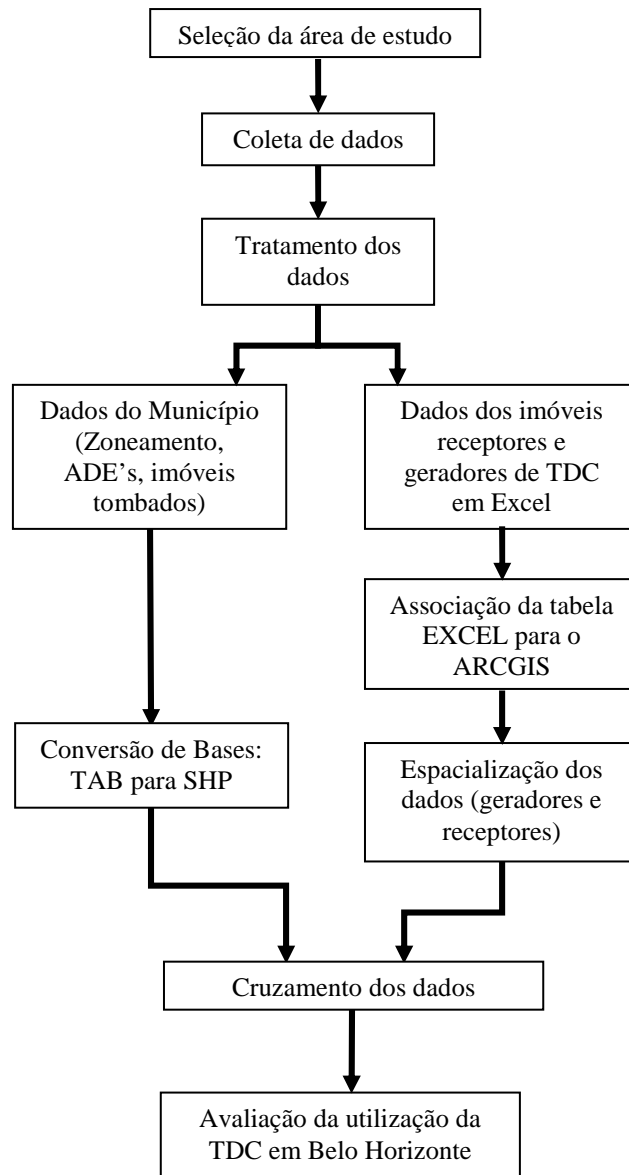 Seleção da área de estudo
Coleta de dados
Tratamento dos
dados
Dados do Município
(Zoneamento,
ADE's, imóveis
tombados)
Dados dos imóveis
receptores e
geradores de TDC
em Excel
Associação da tabela
EXCEL para o
ARCGIS
Conversão de Bases:
TAB para SHP
Espacialização dos
dados (geradores e
receptores)
Cruzamento dos dados
Avaliação da utilização da
TDC em Belo Horizonte